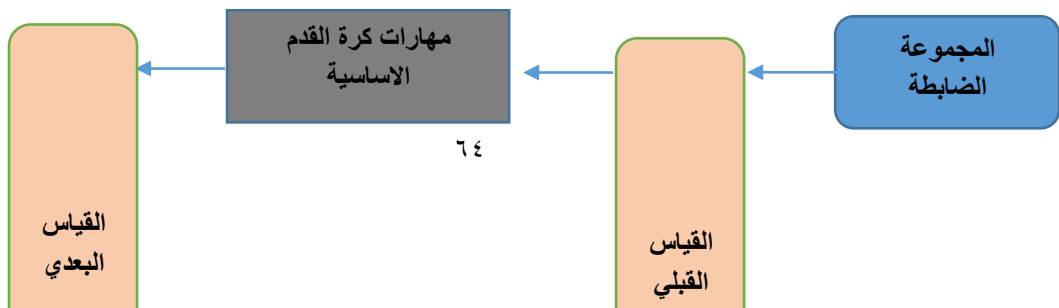 المجموعة
الضابطة
القياس
القبلي
مهارات كرة القدم
الاساسية
القياس
البعدي
٦٤